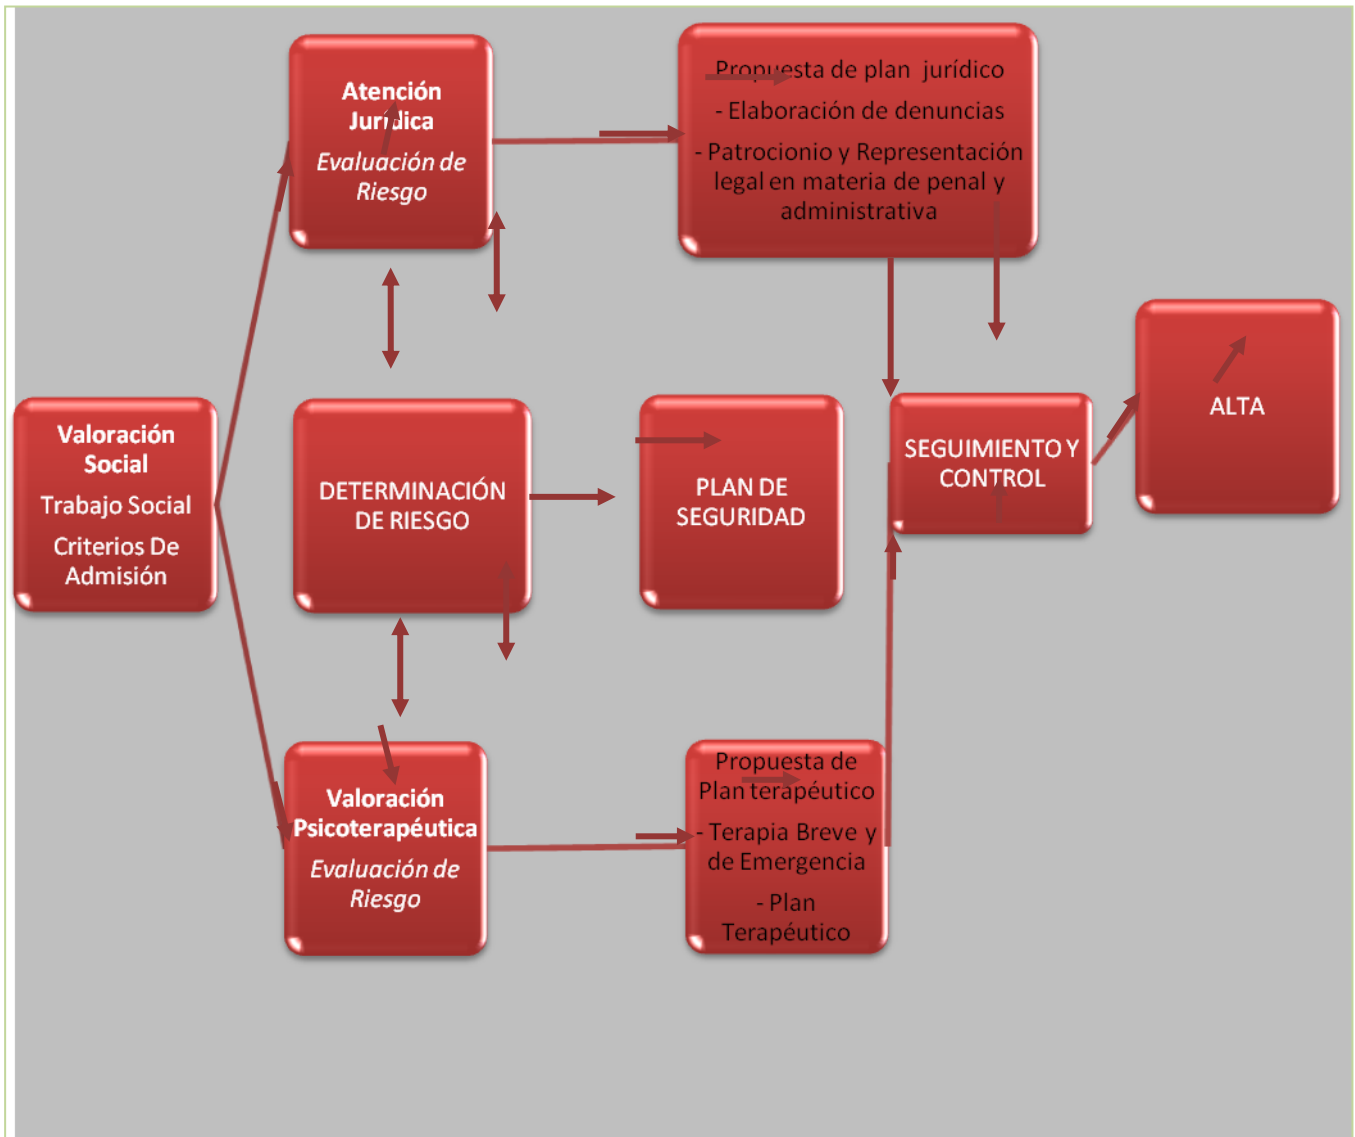 Valoración
Social
Trabajo Social
Criterios De
Admisión
Atención
Jurídica
Evaluación de
Riesgo
DETERMINACIÓN
DE RIESGO
Valoración
Psicoterapéutica
Evaluación de
Riesgo
Propuesta de plan jurídico
- Elaboración de denuncias
- Patrocionio y Representación
legal en materia de penal y
administrativa
PLAN DE
SEGURIDAD
Propuesta de
Plan terapéutico
- Terapia Breve y
de Emergencia
- Plan
Terapéutico
SEGUIMIENTO Y
CONTROL
ALTA